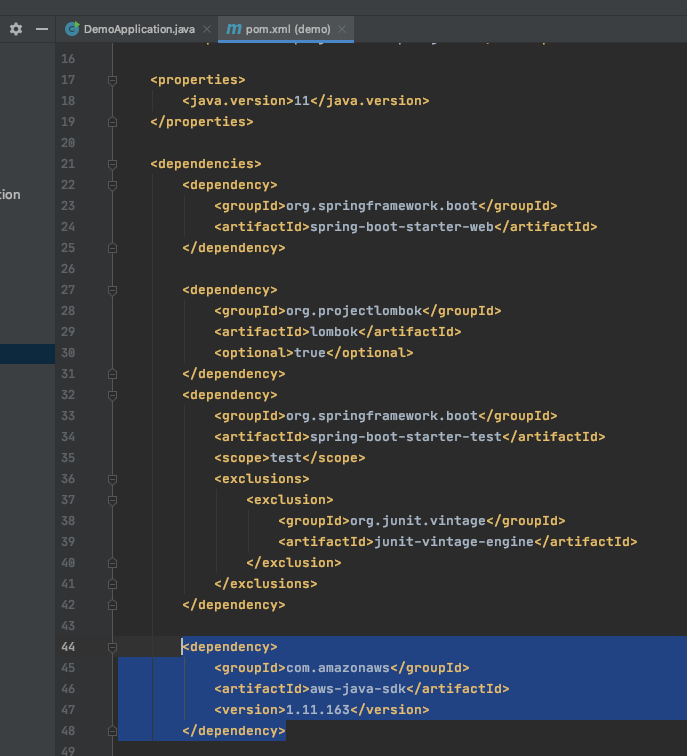 DemoApplication.java
m pom.xml (demo)
tion
16
17 <properties>
18 <java.version>11</java.version>
19 </properties>
20
21 <dependencies>
22 <dependency>
23 <groupId>org.springframework.boot</groupId>
24 <artifactId>spring-boot-starter-web</artifactId>
25 </dependency>
26
27 <dependency>
28 <groupId>org.projectlombok</groupId>
29 <artifactId>lombok</artifactId>
30 <optional>true</optional>
31 </dependency>
32 <dependency>
33 <groupId>org.springframework.boot</groupId>
34 <artifactId>spring-boot-starter-test</artifactId>
35 <scope>test</scope>
36 <exclusions>
37 <exclusion>
38 <groupId>org.junit.vintage</groupId>
39 <artifactId>junit-vintage-engine</artifactId>
40 </exclusion>
41 </exclusions>
42 </dependency>
43
44 <dependency>
45 <groupId>com.amazonaws</groupId>
46 <artifactId>aws-java-sdk</artifactId>
47 <version>1.11.163</version>
48 </dependency>
49